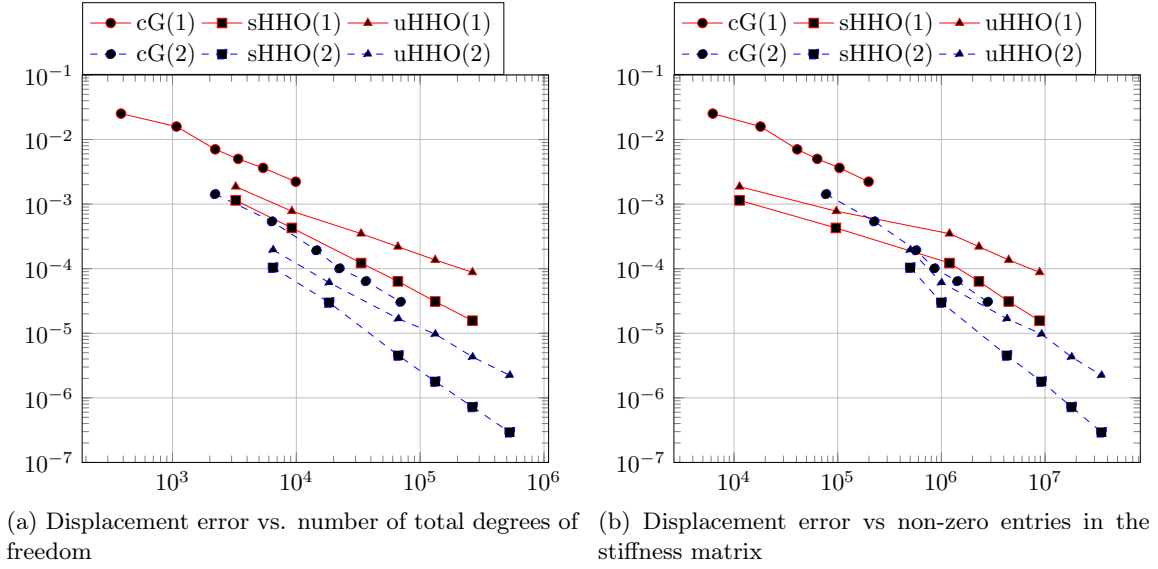 cG(1) sHHO(1) uHHO(1)
cG(2) sHHO(2) uHHO(2)
10^-1
10^-2
10^-3
10^-4
10^-5
10^-6
10^-7
10^3 10^4 10^5 10^6
(a) Displacement error vs. number of total degrees of
freedom
cG(1) sHHO(1) uHHO(1)
cG(2) sHHO(2) uHHO(2)
10^-1
10^-2
10^-3
10^-4
10^-5
10^-6
10^-7
10^4 10^5 10^6 10^7
(b) Displacement error vs non-zero entries in the
stiffness matrix